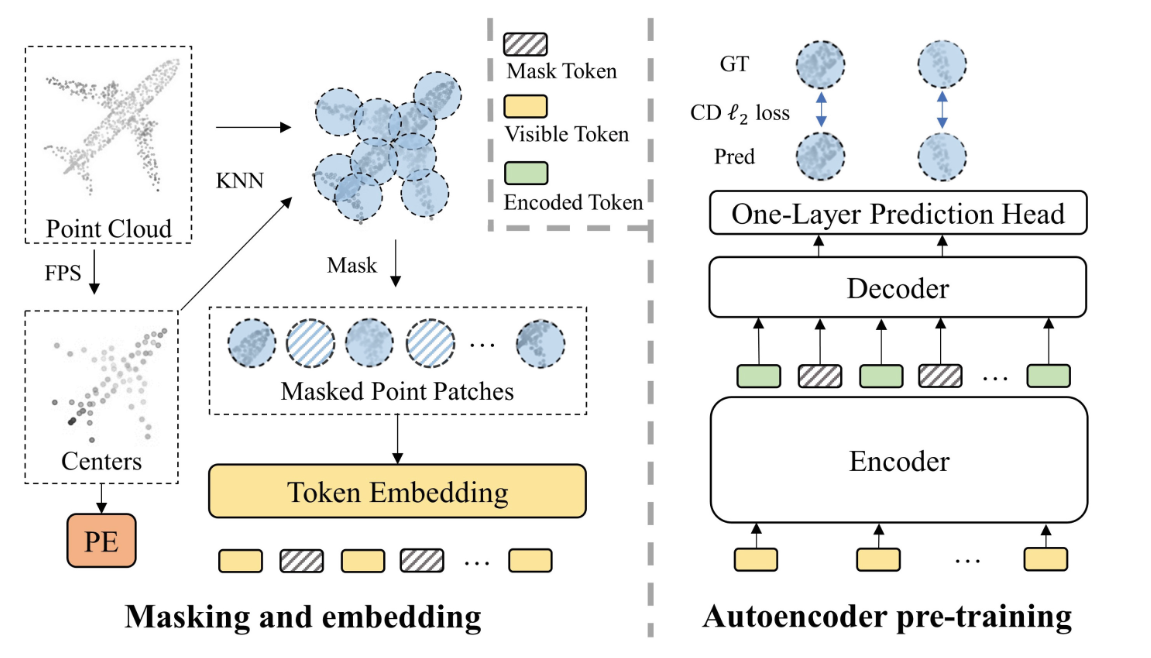 Point Cloud
FPS
Centers
PE
KNN
Mask
Masked Point Patches
...
Token Embedding
...
Masking and embedding
Mask Token
Visible Token
Encoded Token
GT
CD ℓ₂ loss
Pred
One-Layer Prediction Head
Decoder
...
Encoder
...
Autoencoder pre-training